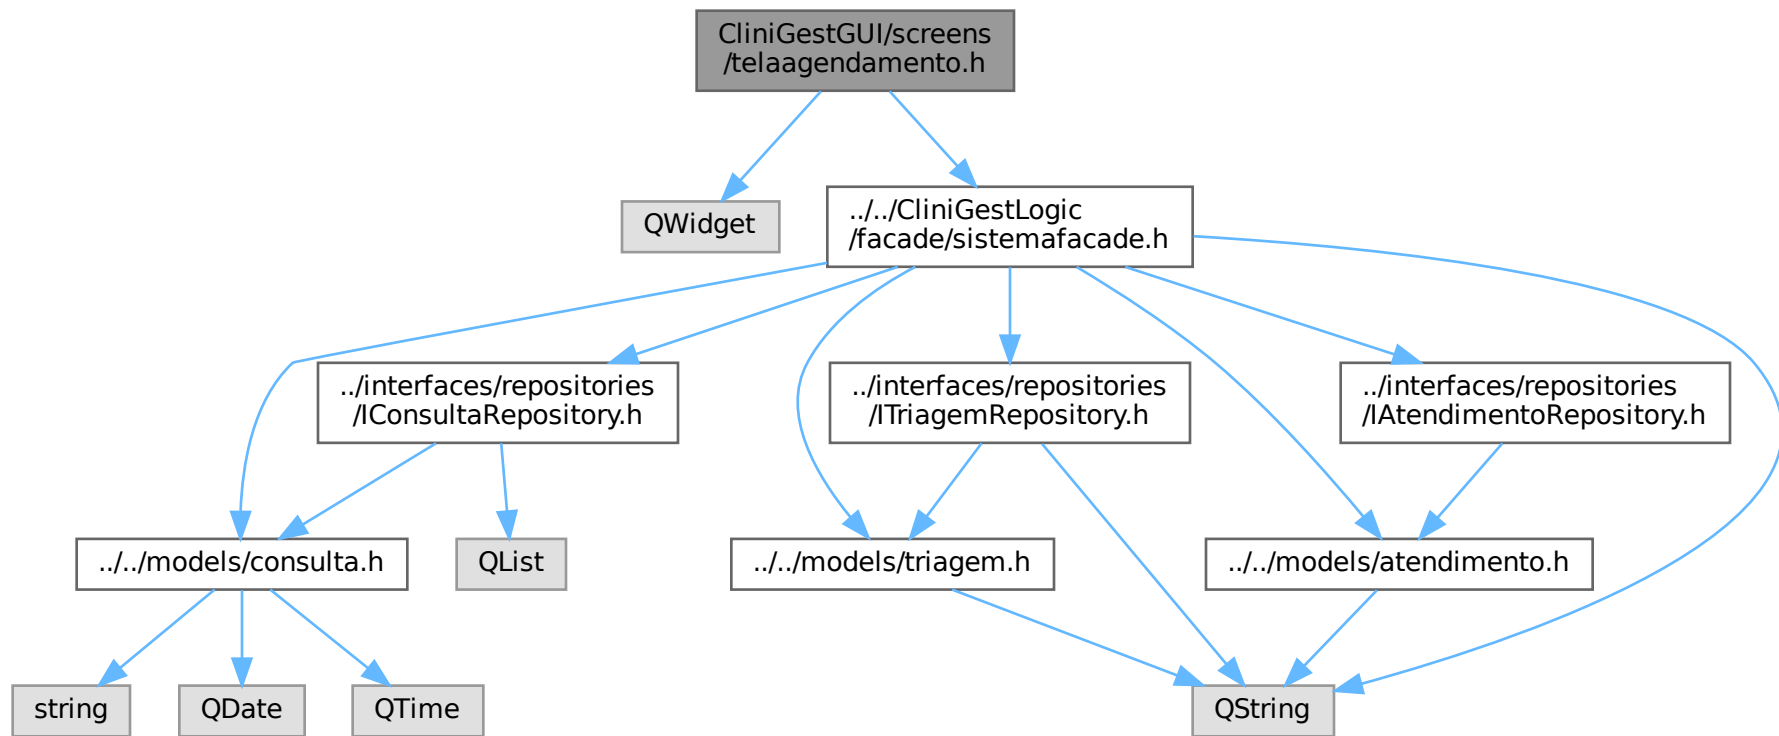 CliniGestGUI/screens
/telaagendamento.h
QWidget
../../CliniGestLogic
/facade/sistemafacade.h
../interfaces/repositories
/IConsultaRepository.h
../interfaces/repositories
/ITriagemRepository.h
../interfaces/repositories
/IAtendimentoRepository.h
../../models/consulta.h
QList
../../models/triagem.h
../../models/atendimento.h
string
QDate
QTime
QString